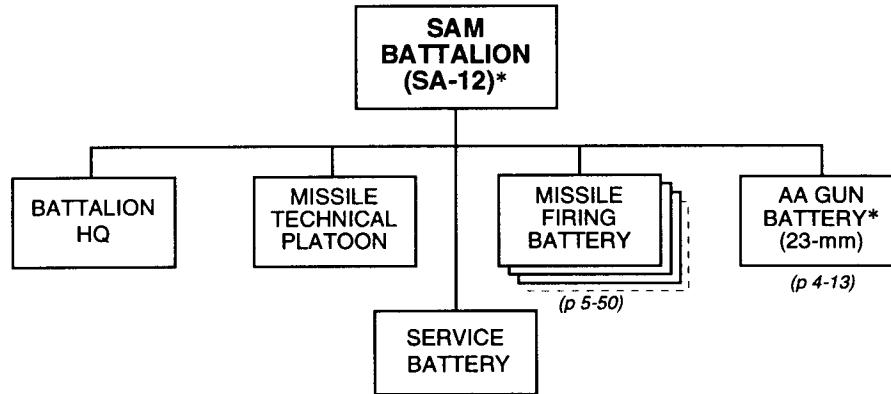 SAM
BATTALION
(SA-12)*
BATTALION
HQ
MISSILE
TECHNICAL
PLATOON
MISSILE
FIRING
BATTERY
(p 5-50)
AA GUN
BATTERY*
(23-mm)
(p 4-13)
SERVICE
BATTERY